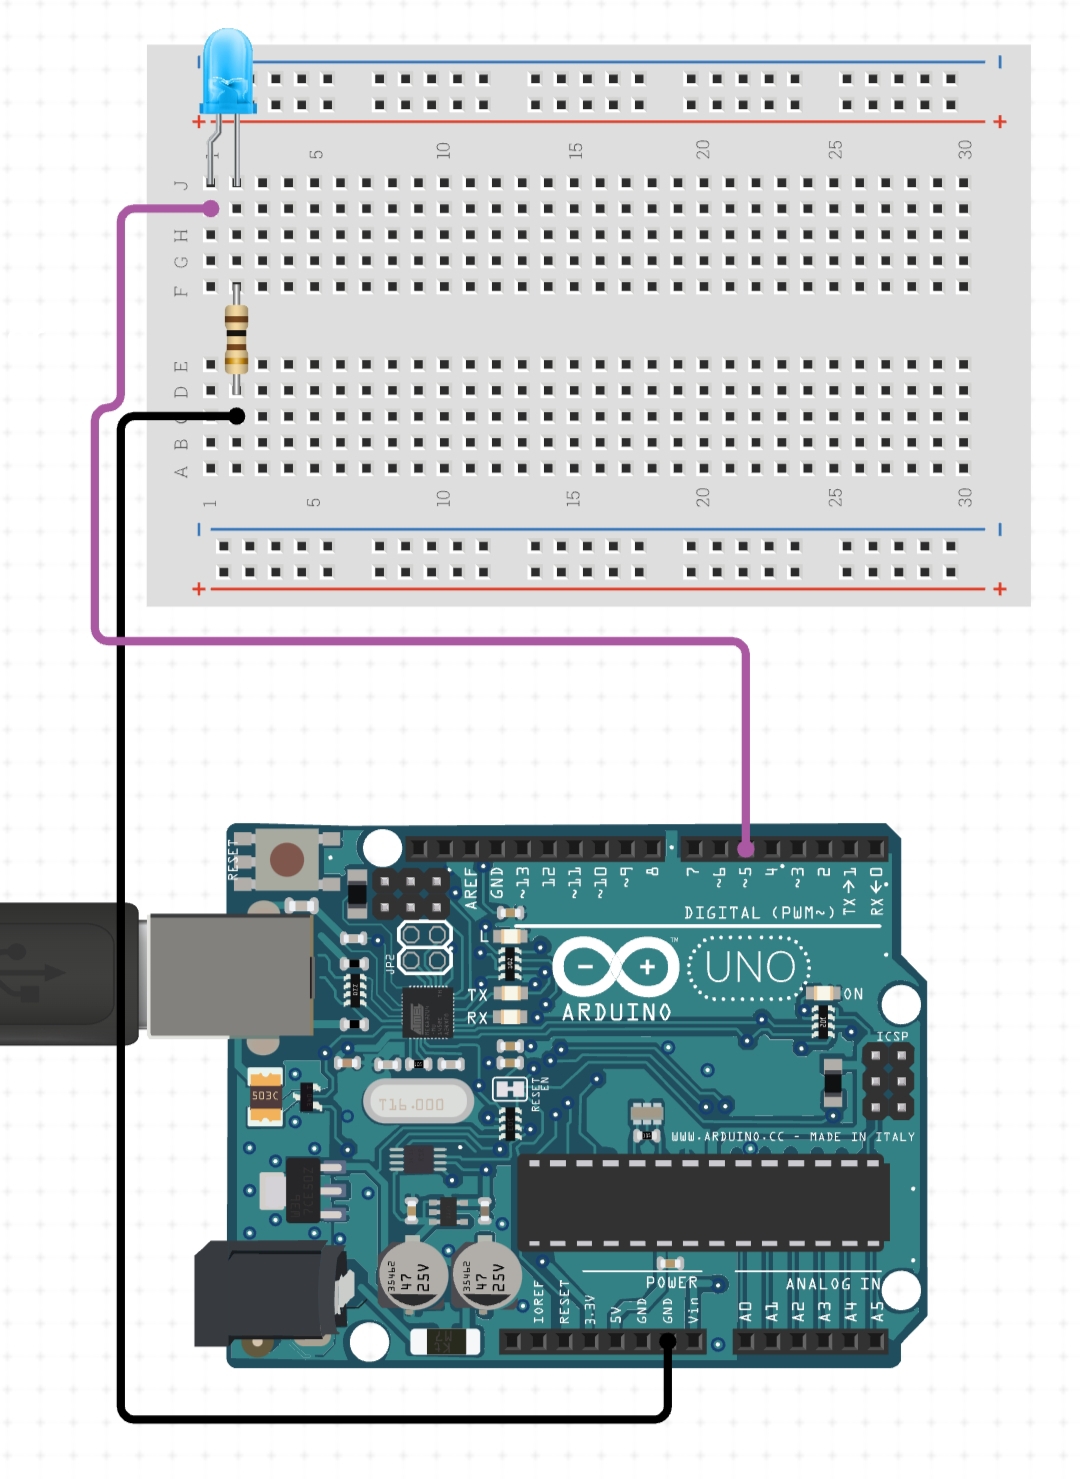 1 5 10 15 20 25 30
J
H
G
F
E
D
B
A
1 5 10 15 20 25 30
RESET
AREF
GND
~13
12
~11
~10
~9
8
7
~6
~5
4
~3
2
TX→1
RX←0
DIGITAL (PWM~)
JP2
L
TX
RX
ARDUINO
™
UNO
ON
ICSP
503C
T16.000
RESET
EN
WWW.ARDUINO.CC - MADE IN ITALY
47
25V
47
25V
POWER
ANALOG IN
IOREF
RESET
3.3V
5V
GND
GND
Vin
A0
A1
A2
A3
A4
A5